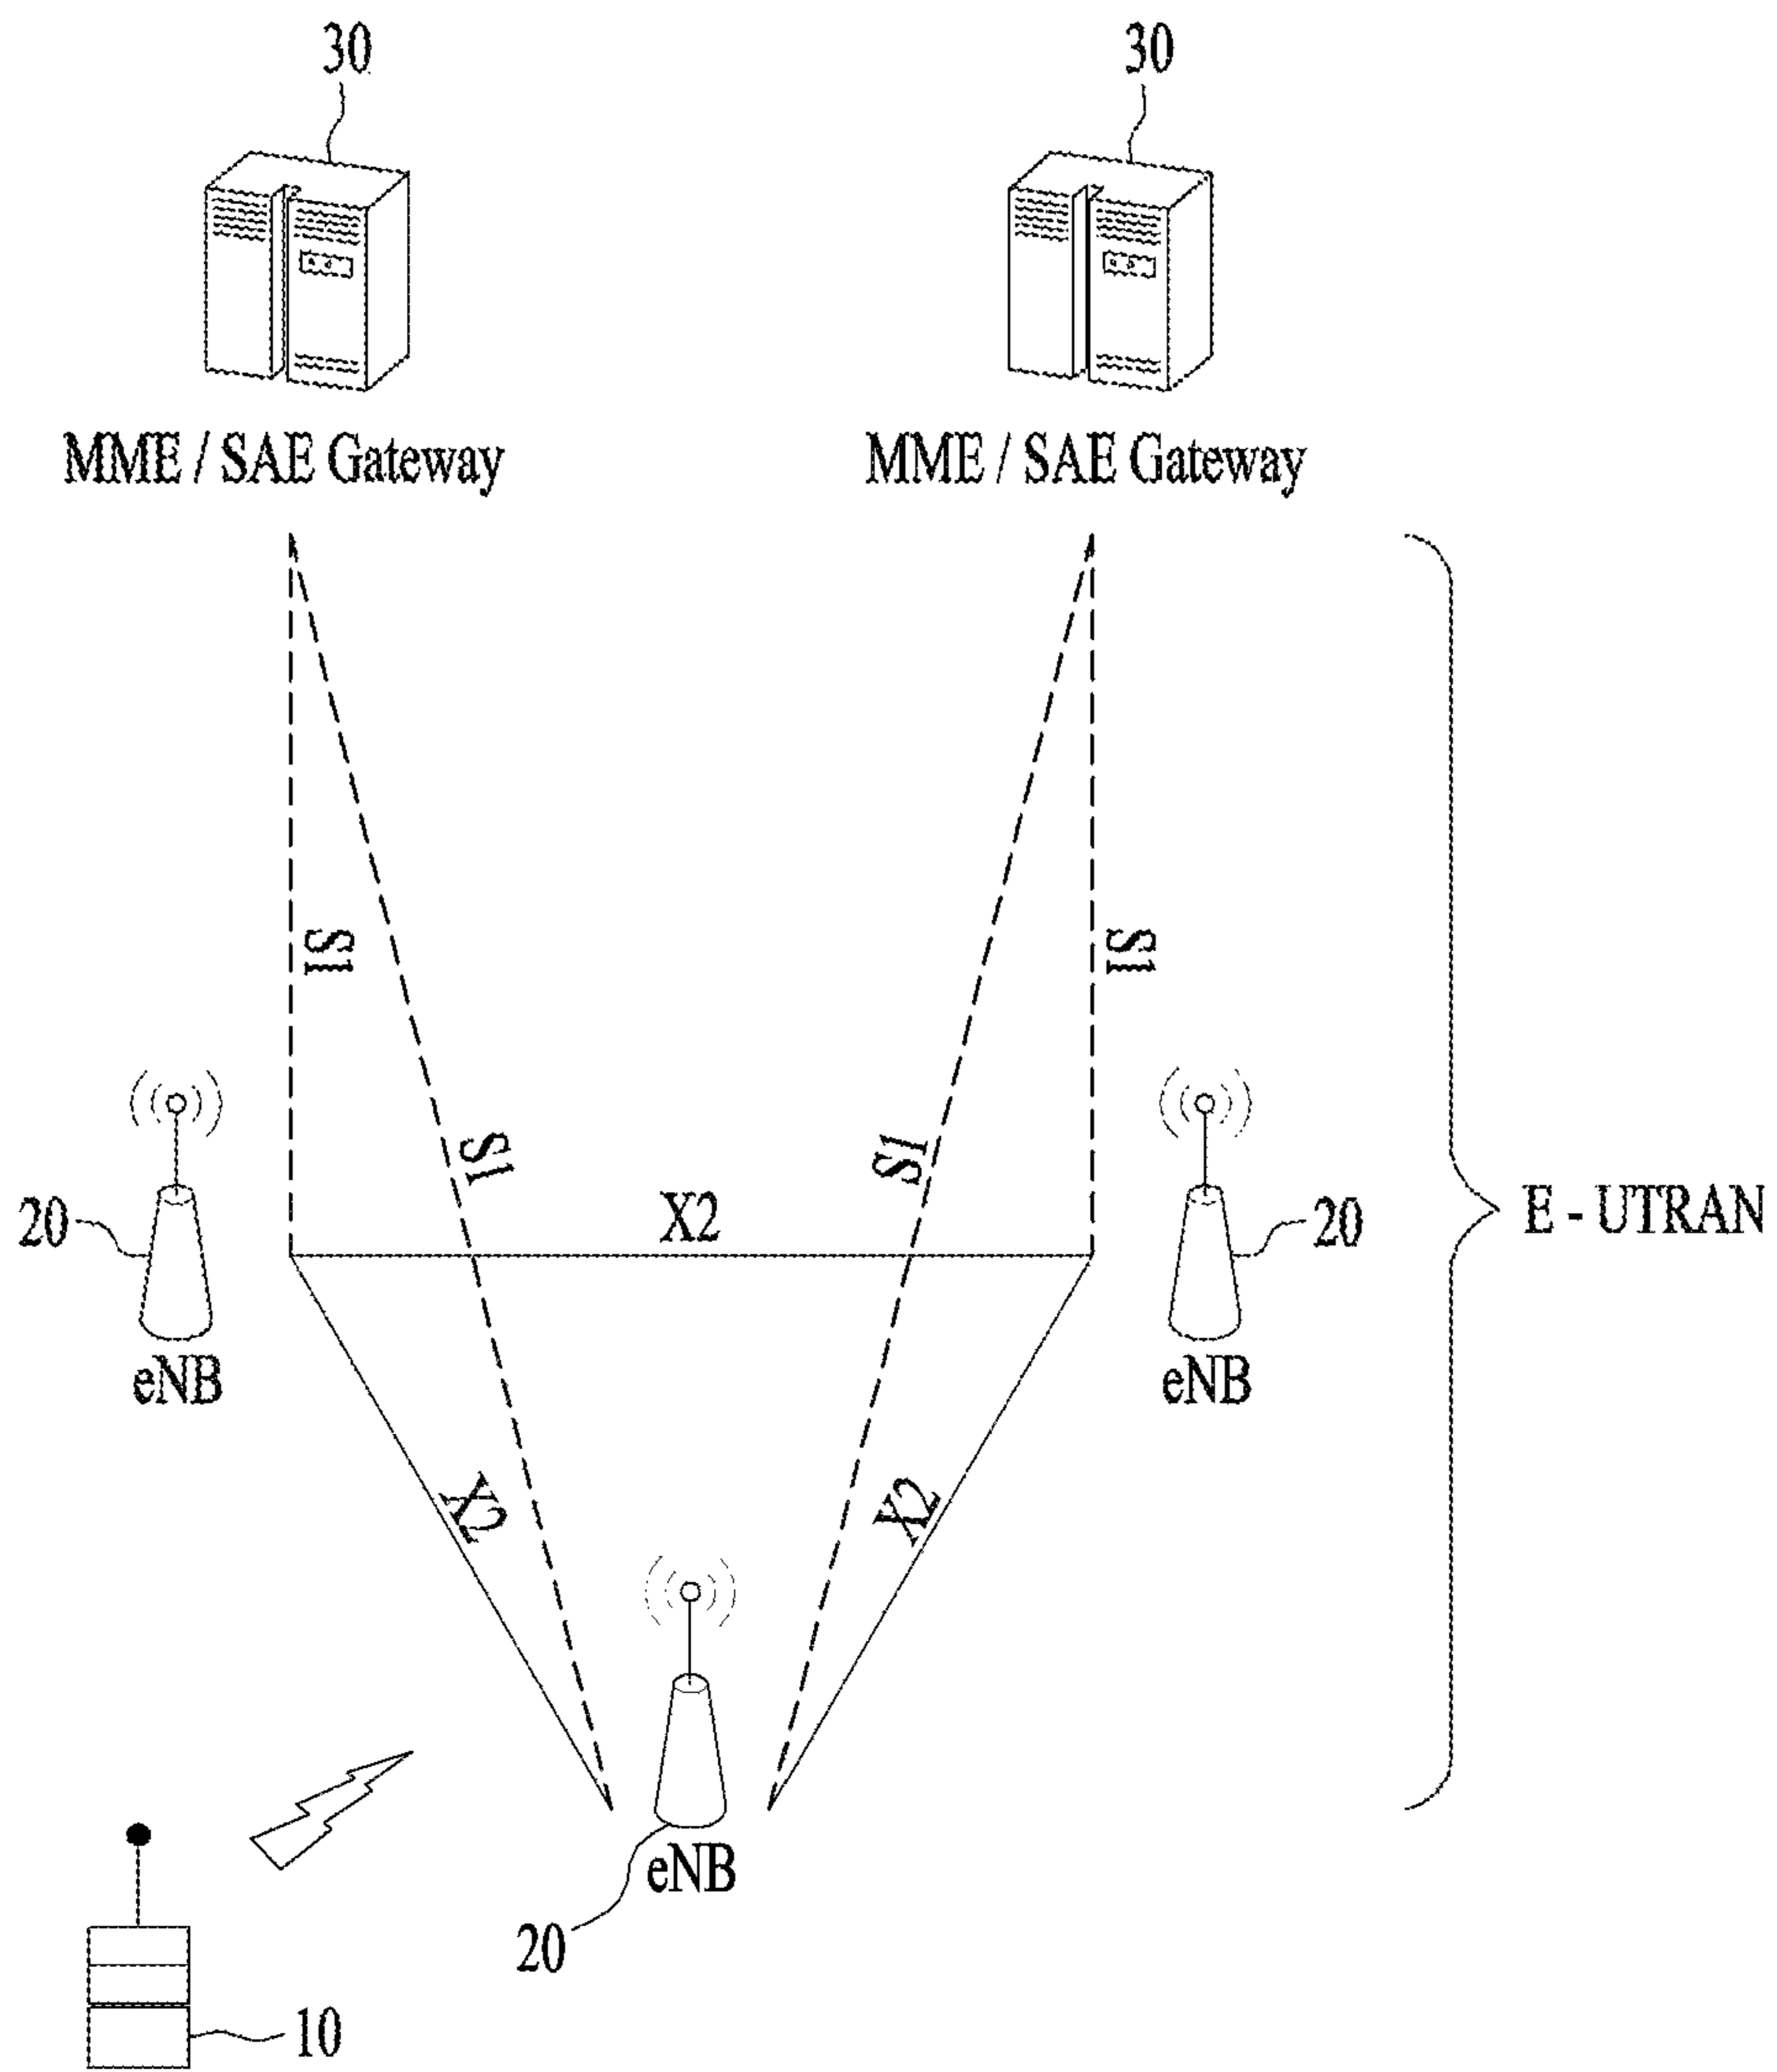 30
30
MME / SAE Gateway
MME / SAE Gateway
S1
S1
S1
S1
X2
20
20
E - UTRAN
eNB
eNB
X2
X2
eNB
20
10